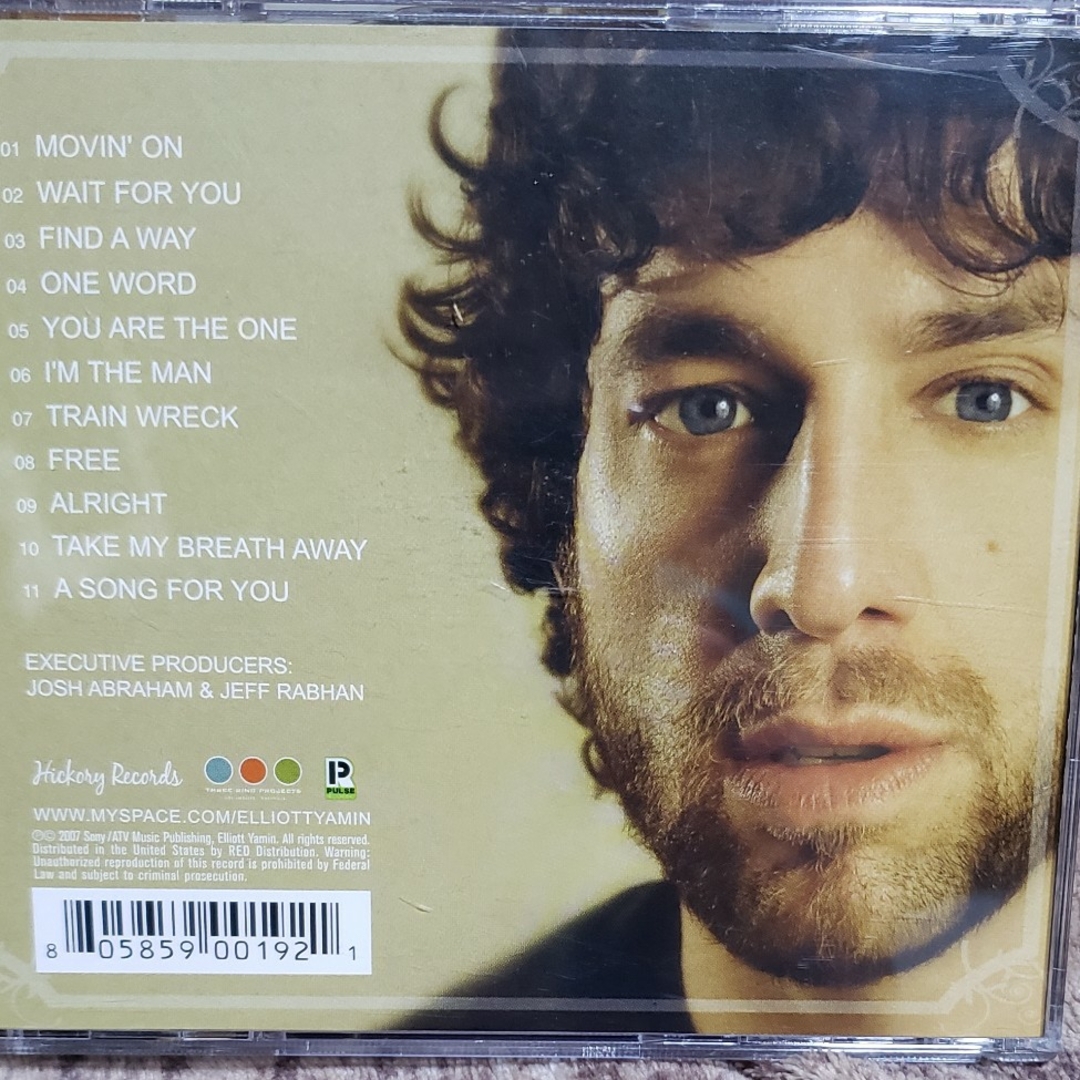 01 MOVIN' ON
02 WAIT FOR YOU
03 FIND A WAY
04 ONE WORD
05 YOU ARE THE ONE
06 I'M THE MAN
07 TRAIN WRECK
08 FREE
09 ALRIGHT
10 TAKE MY BREATH AWAY
11 A SONG FOR YOU
EXECUTIVE PRODUCERS:
JOSH ABRAHAM & JEFF RABHAN
Hickory Records
THREE RING PROJECTS
PULSE
WWW.MYSPACE.COM/ELLIOTTYAMIN
℗© 2007 Sony/ATV Music Publishing, Elliott Yamin. All rights reserved.
Distributed in the United States by RED Distribution. Warning:
Unauthorized reproduction of this record is prohibited by Federal
Law and subject to criminal prosecution.
8 05859 00192 1